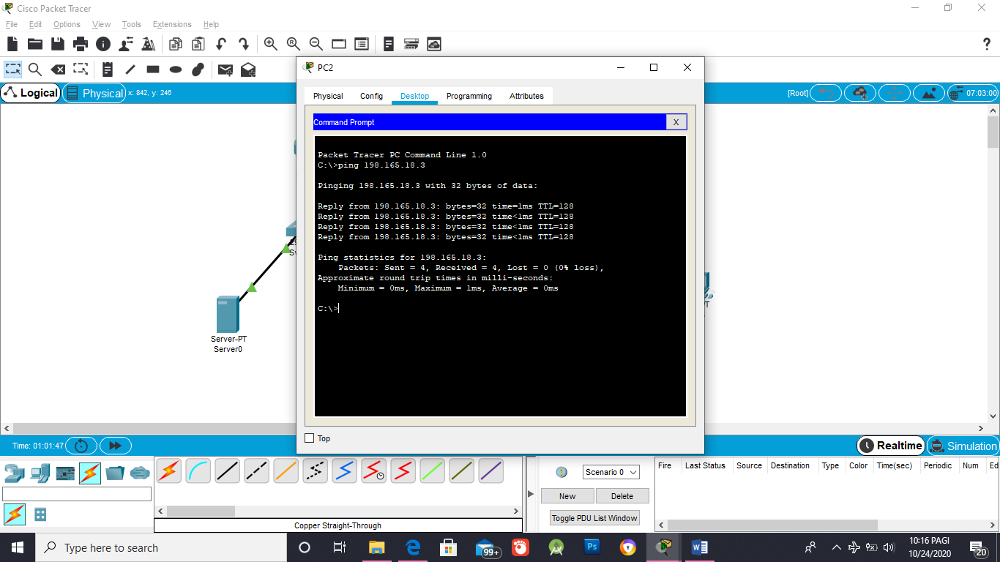 Cisco Packet Tracer
File Edit Options View Tools Extensions Help
Logical Physical x: 842, y: 246 [Root] 07:03:00
PC2
Physical Config Desktop Programming Attributes
Command Prompt X
Packet Tracer PC Command Line 1.0
C:\>ping 198.165.18.3
Pinging 198.165.18.3 with 32 bytes of data:
Reply from 198.165.18.3: bytes=32 time=1ms TTL=128
Reply from 198.165.18.3: bytes=32 time<1ms TTL=128
Reply from 198.165.18.3: bytes=32 time<1ms TTL=128
Reply from 198.165.18.3: bytes=32 time<1ms TTL=128
Ping statistics for 198.165.18.3:
Packets: Sent = 4, Received = 4, Lost = 0 (0% loss),
Approximate round trip times in milli-seconds:
Minimum = 0ms, Maximum = 1ms, Average = 0ms
C:\>
Server-PT
Server0
Top
Time: 01:01:47 Realtime Simulation
Scenario 0
New Delete
Toggle PDU List Window
Fire Last Status Source Destination Type Color Time(sec) Periodic Num Ed
Copper Straight-Through
Type here to search
99+
Ps
10:16 PAGI
10/24/2020
20